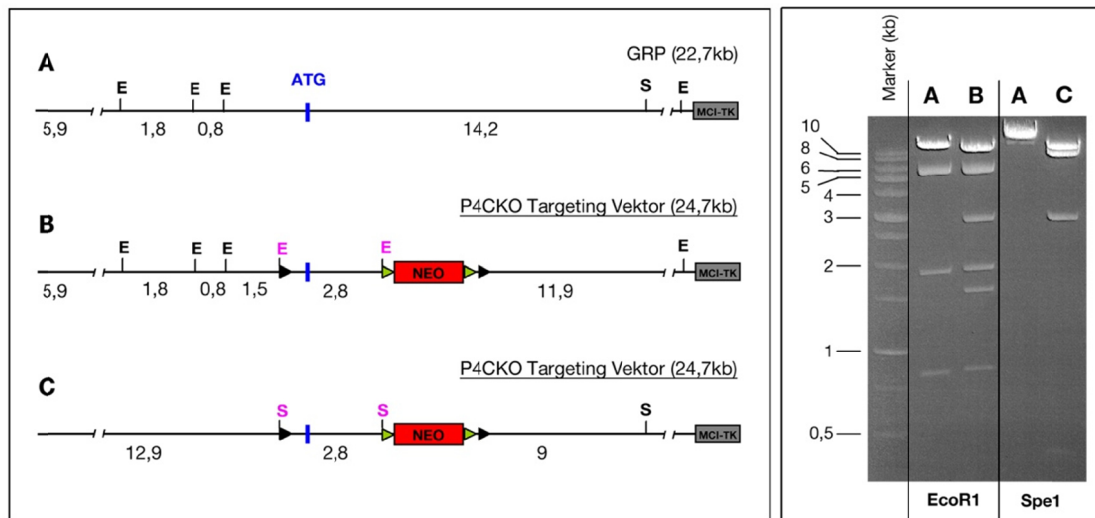 A
GRP (22,7kb)
E E E ATG S E
MCI-TK
5,9 1,8 0,8 14,2
P4CKO Targeting Vektor (24,7kb)
B
E E E E E E
NEO
MCI-TK
5,9 1,8 0,8 1,5 2,8 11,9
P4CKO Targeting Vektor (24,7kb)
C
S S S
NEO
MCI-TK
12,9 2,8 9
Marker (kb)
A B A C
10
8
6
5
4
3
2
1
0,5
EcoR1 Spe1